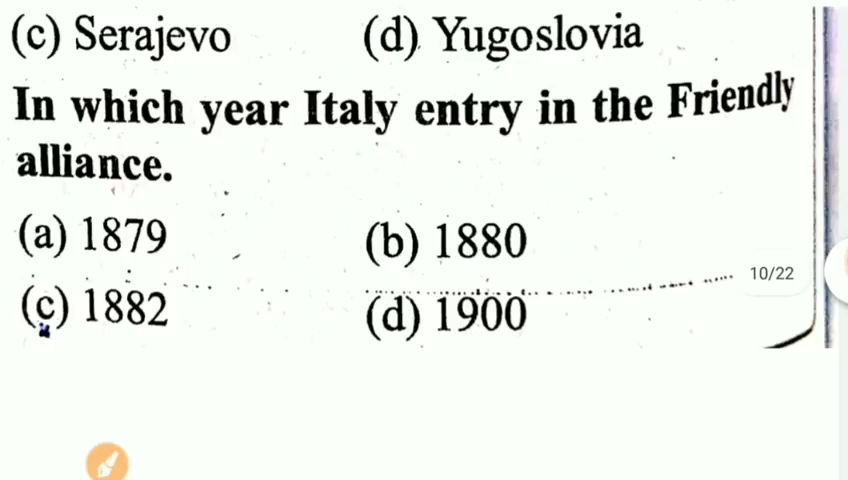 (c) Serajevo (d) Yugoslovia
In which year Italy entry in the Friendly
alliance.
(a) 1879 (b) 1880
10/22
(c) 1882 (d) 1900